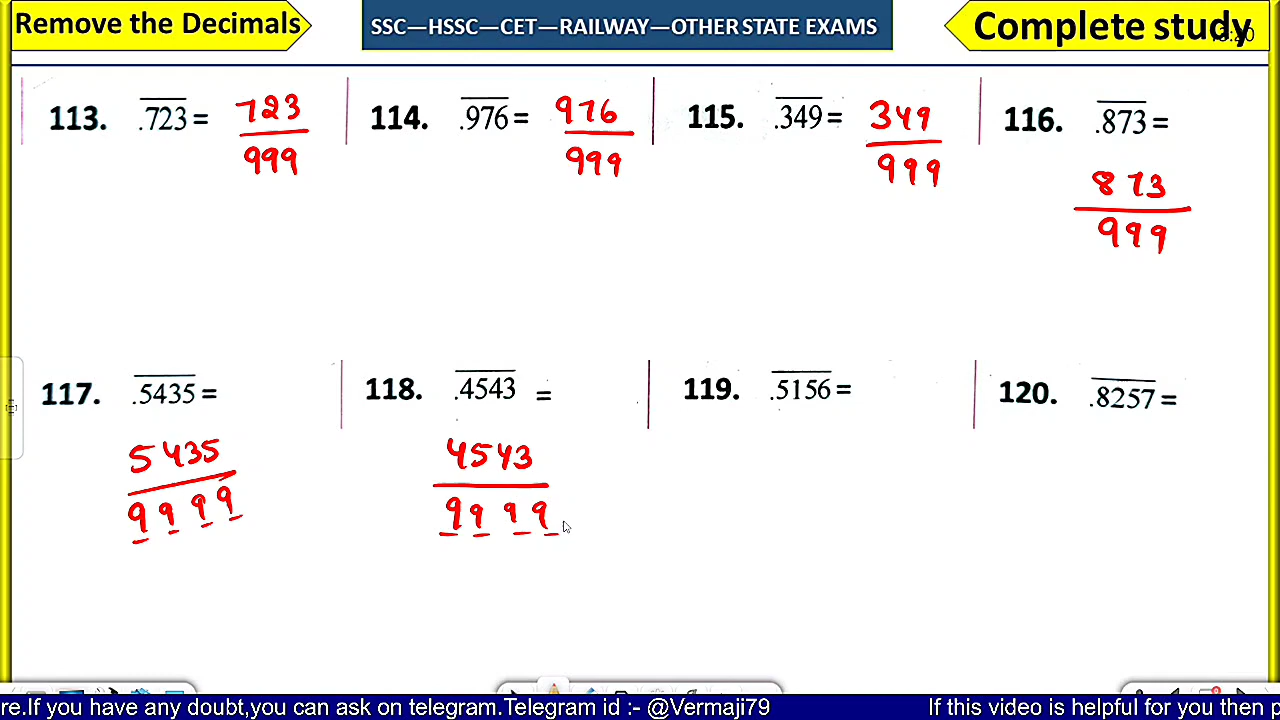 Remove the Decimals
SSC—HSSC—CET—RAILWAY—OTHER STATE EXAMS
Complete study
113. .723 = 723/999
114. .976 = 976/999
115. .349 = 349/999
116. .873 =
873/999
117. .5435 =
5435/9999
118. .4543 =
4543/9999
119. .5156 =
120. .8257 =
re.If you have any doubt,you can ask on telegram.Telegram id :- @Vermaji79
If this video is helpful for you then p